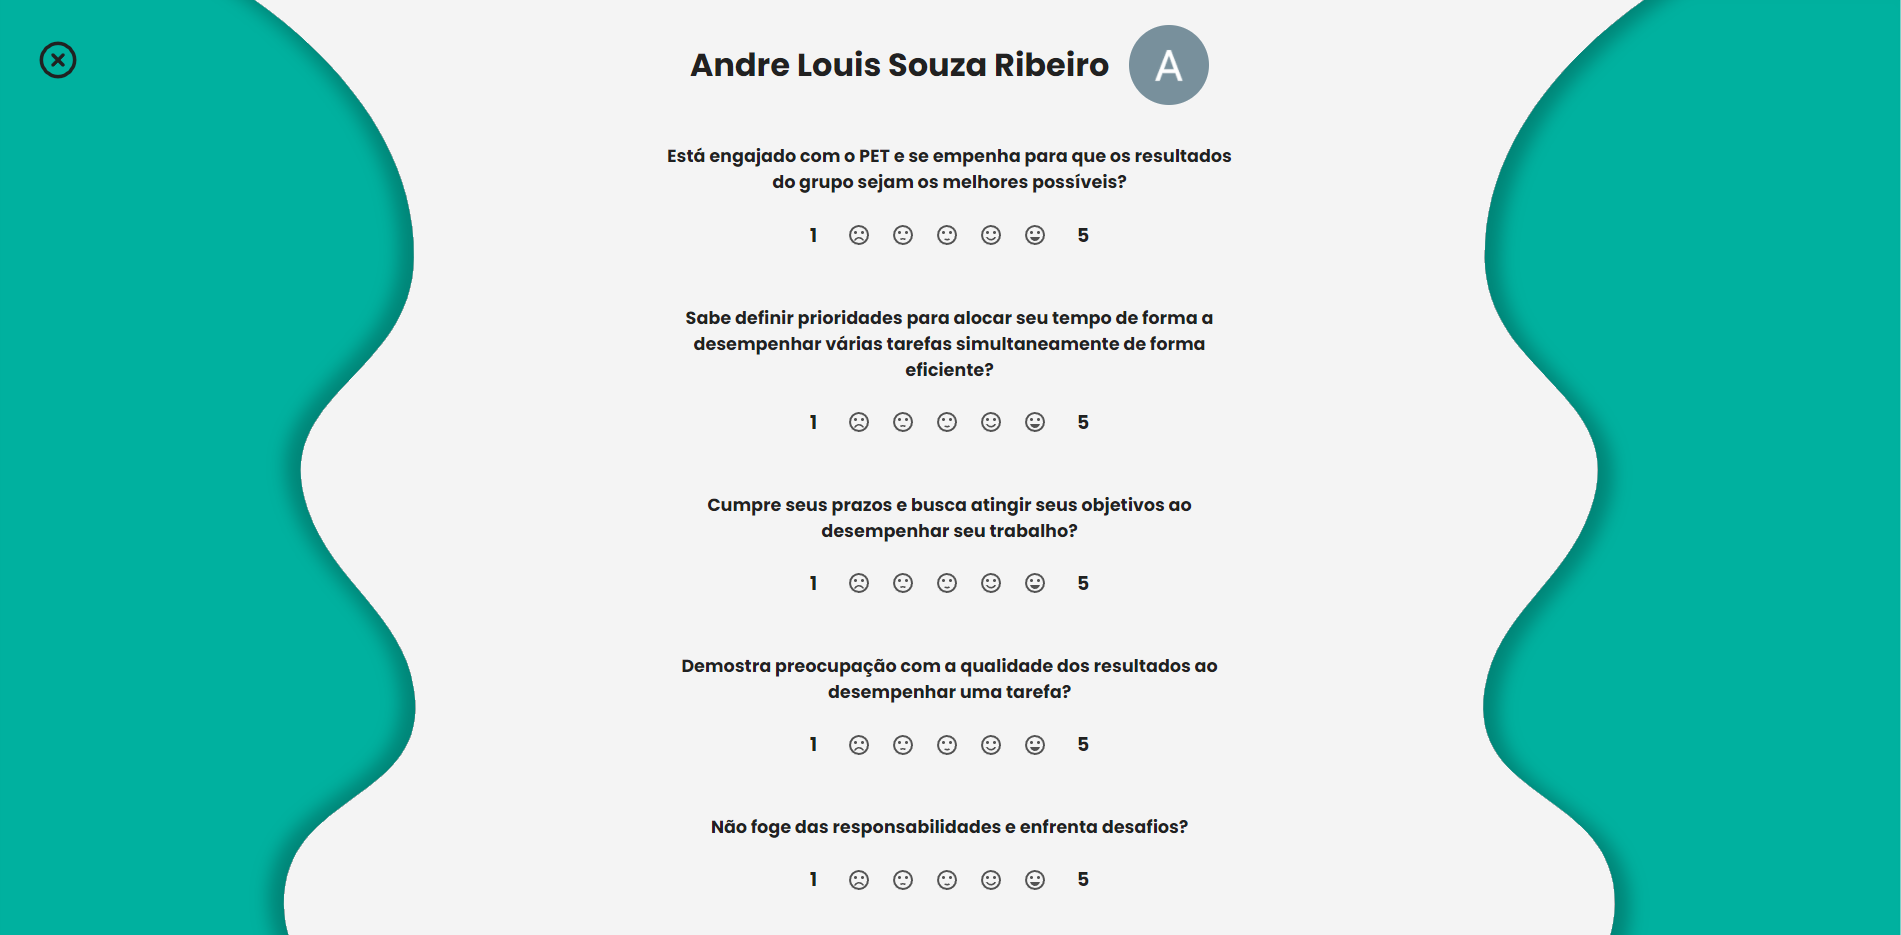 Andre Louis Souza Ribeiro A
Está engajado com o PET e se empenha para que os resultados
do grupo sejam os melhores possíveis?
1 5
Sabe definir prioridades para alocar seu tempo de forma a
desempenhar várias tarefas simultaneamente de forma
eficiente?
1 5
Cumpre seus prazos e busca atingir seus objetivos ao
desempenhar seu trabalho?
1 5
Demostra preocupação com a qualidade dos resultados ao
desempenhar uma tarefa?
1 5
Não foge das responsabilidades e enfrenta desafios?
1 5